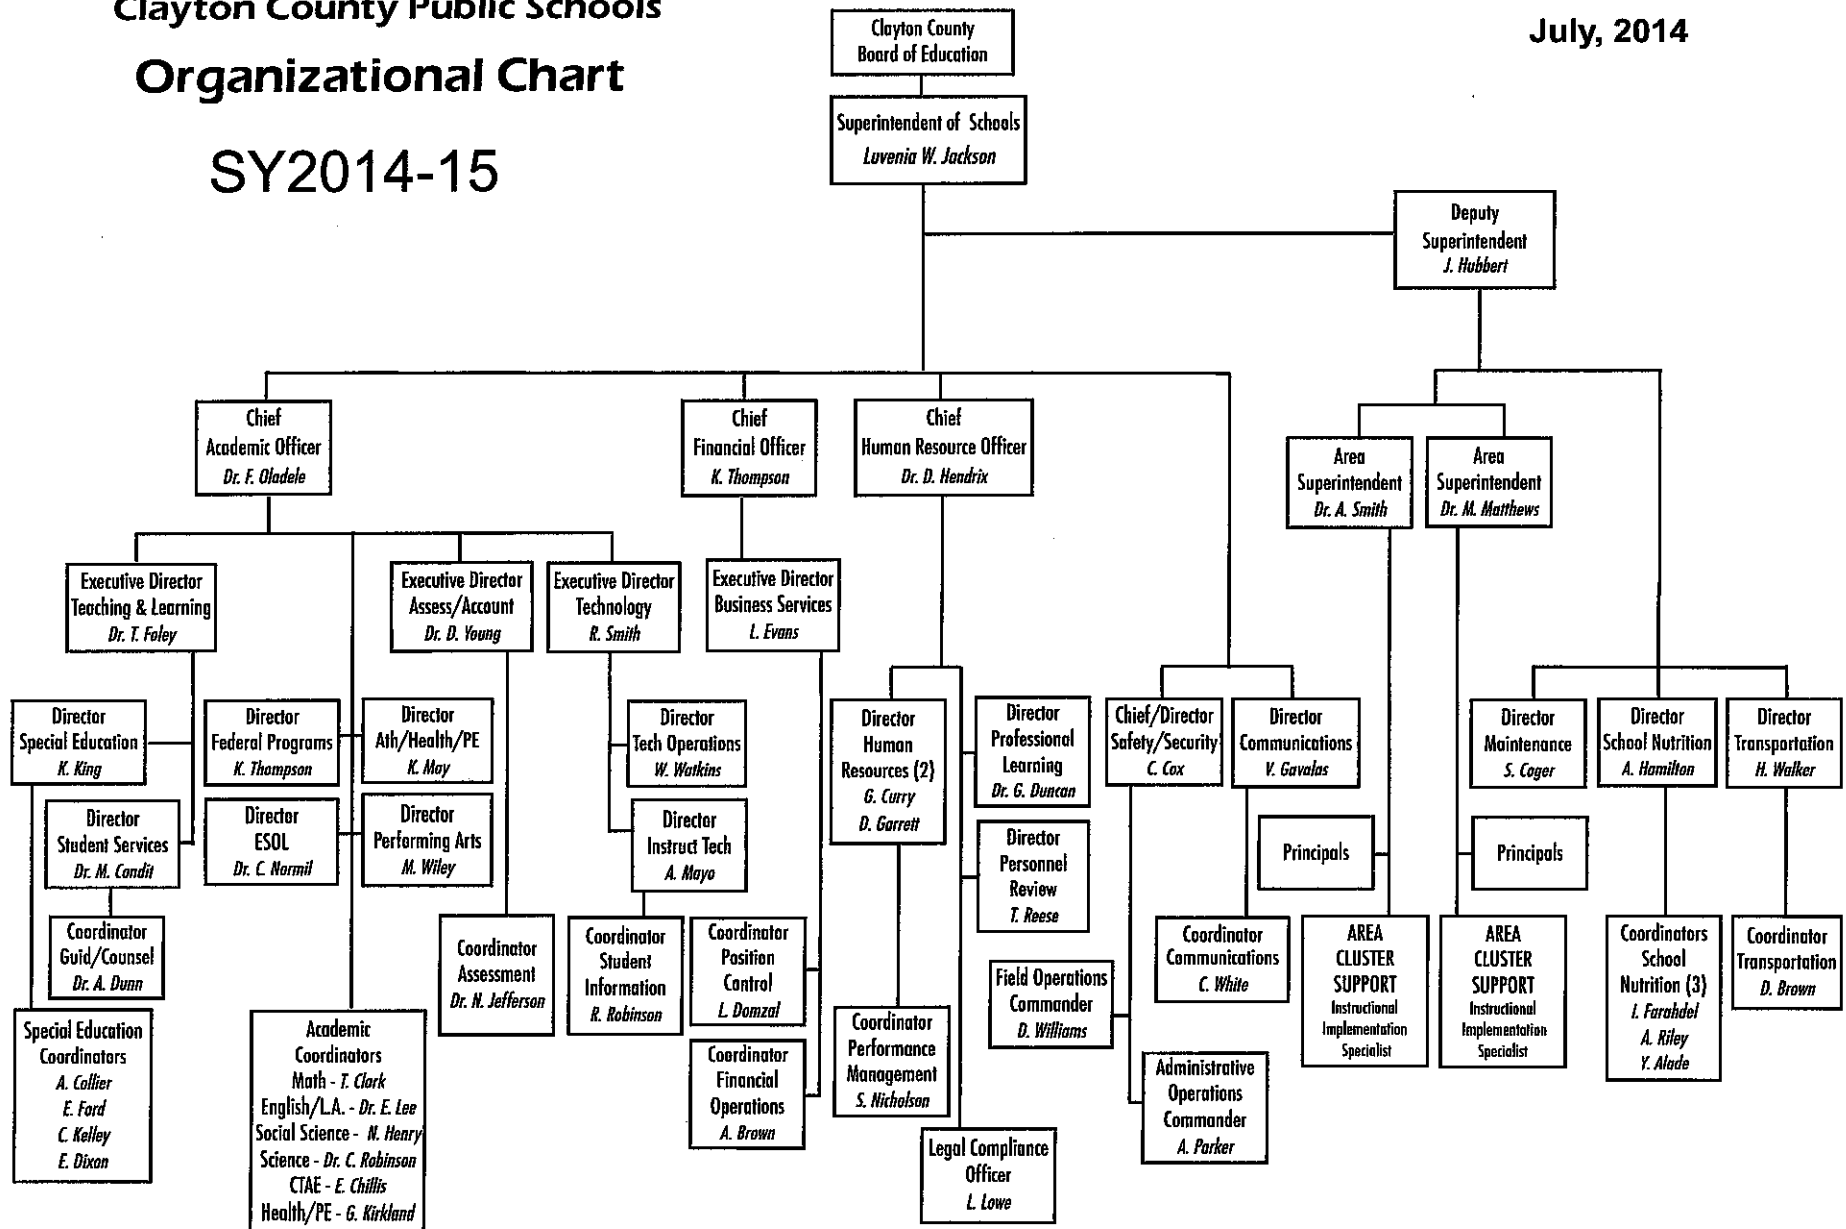 Clayton County Public Schools
Organizational Chart
SY2014-15
July, 2014
Clayton County
Board of Education
Superintendent of Schools
Luvenia W. Jackson
Deputy
Superintendent
J. Hubbert
Chief
Academic Officer
Dr. F. Oladele
Chief
Financial Officer
K. Thompson
Chief
Human Resource Officer
Dr. D. Hendrix
Area
Superintendent
Dr. A. Smith
Area
Superintendent
Dr. M. Matthews
Executive Director
Teaching & Learning
Dr. T. Foley
Executive Director
Assess/Account
Dr. D. Young
Executive Director
Technology
R. Smith
Executive Director
Business Services
L. Evans
Director
Special Education
K. King
Director
Federal Programs
K. Thompson
Director
Ath/Health/PE
K. May
Director
Tech Operations
W. Watkins
Director
Human
Resources (2)
G. Curry
D. Garrett
Director
Professional
Learning
Dr. G. Duncan
Chief/Director
Safety/Security
C. Cox
Director
Communications
V. Gavalas
Director
Maintenance
S. Coger
Director
School Nutrition
A. Hamilton
Director
Transportation
H. Walker
Director
Student Services
Dr. M. Condit
Director
ESOL
Dr. C. Normil
Director
Performing Arts
M. Wiley
Director
Instruct Tech
A. Mayo
Director
Personnel
Review
T. Reese
Principals
Principals
Coordinator
Guid/Counsel
Dr. A. Dunn
Coordinator
Assessment
Dr. N. Jefferson
Coordinator
Student
Information
R. Robinson
Coordinator
Position
Control
L. Domzal
Field Operations
Commander
D. Williams
Coordinator
Communications
C. White
AREA
CLUSTER
SUPPORT
Instructional
Implementation
Specialist
AREA
CLUSTER
SUPPORT
Instructional
Implementation
Specialist
Coordinators
School
Nutrition (3)
I. Farahdel
A. Riley
Y. Alade
Coordinator
Transportation
D. Brown
Special Education
Coordinators
A. Collier
E. Ford
C. Kelley
E. Dixon
Academic
Coordinators
Math - T. Clark
English/L.A. - Dr. E. Lee
Social Science - N. Henry
Science - Dr. C. Robinson
CTAE - E. Chillis
Health/PE - G. Kirkland
Coordinator
Financial
Operations
A. Brown
Coordinator
Performance
Management
S. Nicholson
Administrative
Operations
Commander
A. Parker
Legal Compliance
Officer
L. Lowe